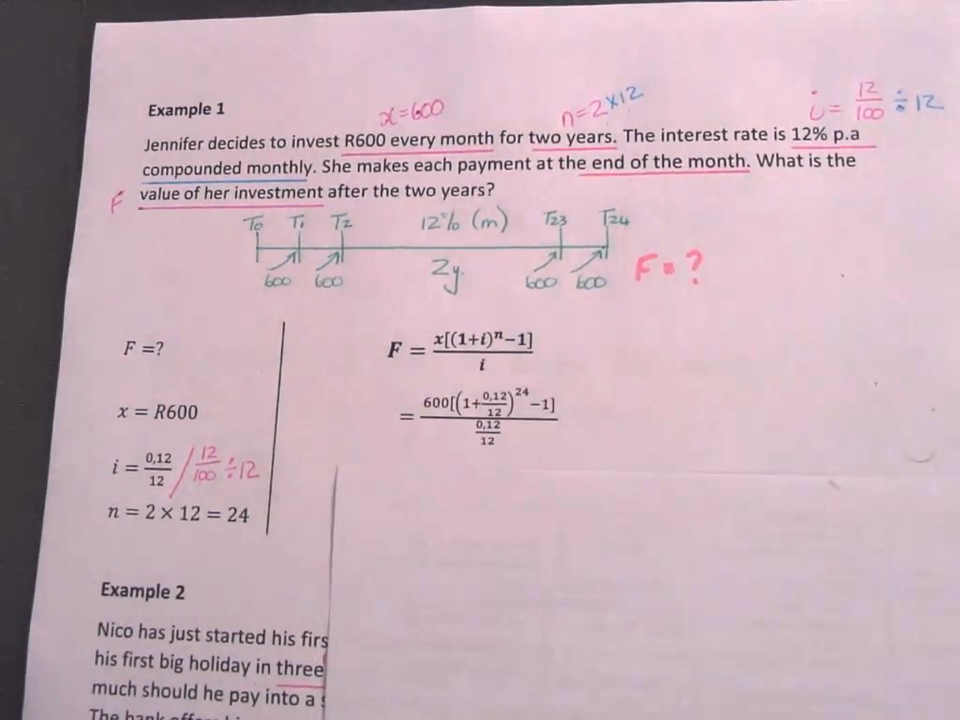 Example 1
x=600
n=2×12
i = 12/100 ÷ 12
Jennifer decides to invest R600 every month for two years. The interest rate is 12% p.a
compounded monthly. She makes each payment at the end of the month. What is the
F
value of her investment after the two years?
T0 T1 T2 12% (m) T23 T24
600 600 2y. 600 600
F = ?
F =?
F = x[(1+i)^n−1]/i
x = R600
= 600[(1+0,12/12)^24−1]/(0,12/12)
i = 0,12/12 / 12/100 ÷12
n = 2 × 12 = 24
Example 2
Nico has just started his firs
his first big holiday in three
much should he pay into a
The bank